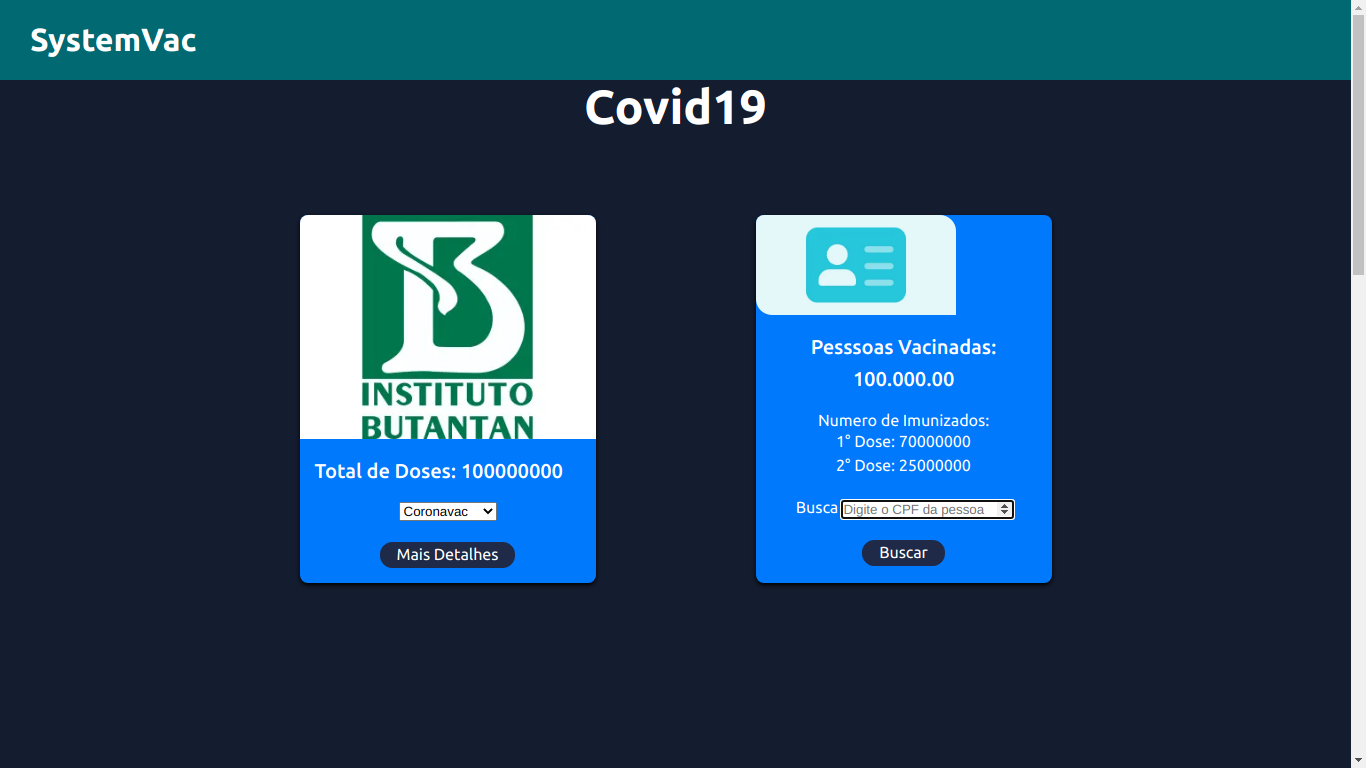 SystemVac
Covid19
INSTITUTO
BUTANTAN
Total de Doses: 100000000
Coronavac
Mais Detalhes
Pesssoas Vacinadas:
100.000.00
Numero de Imunizados:
1° Dose: 70000000
2° Dose: 25000000
Busca Digite o CPF da pessoa
Buscar